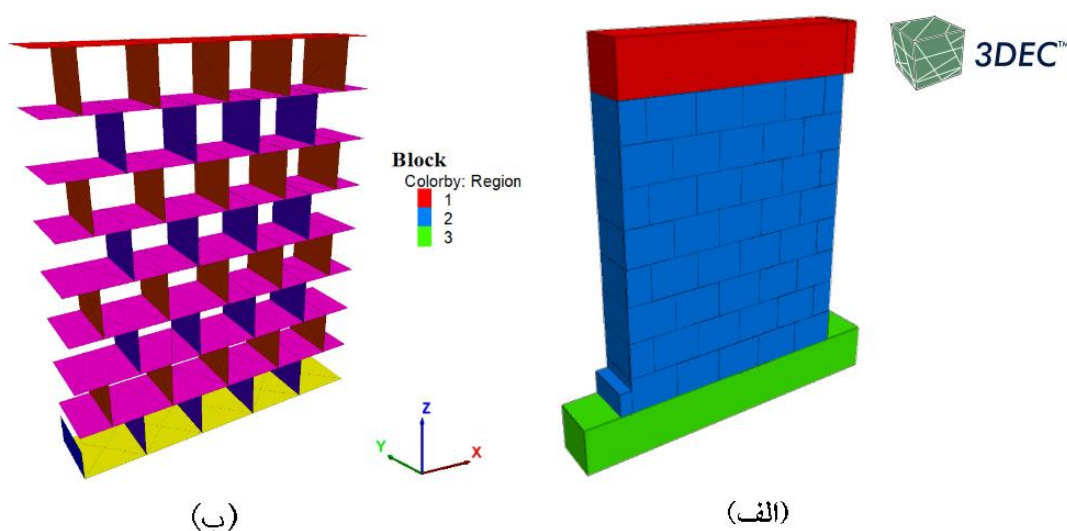 3DEC™
Block
Colorby: Region
1
2
3
Z
Y
X
(ب)
(الف)